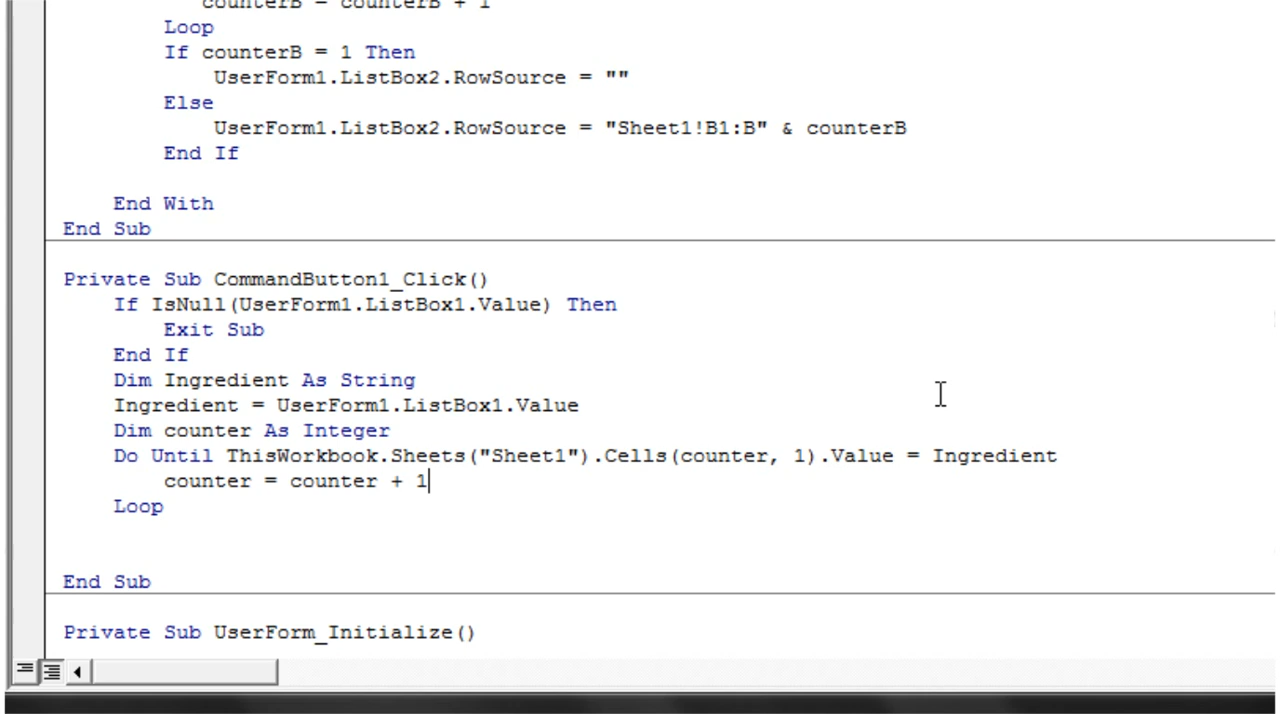 counterB = counterB + 1
Loop
If counterB = 1 Then
UserForm1.ListBox2.RowSource = ""
Else
UserForm1.ListBox2.RowSource = "Sheet1!B1:B" & counterB
End If
End With
End Sub
Private Sub CommandButton1_Click()
If IsNull(UserForm1.ListBox1.Value) Then
Exit Sub
End If
Dim Ingredient As String
Ingredient = UserForm1.ListBox1.Value
Dim counter As Integer
Do Until ThisWorkbook.Sheets("Sheet1").Cells(counter, 1).Value = Ingredient
counter = counter + 1
Loop
End Sub
Private Sub UserForm_Initialize()